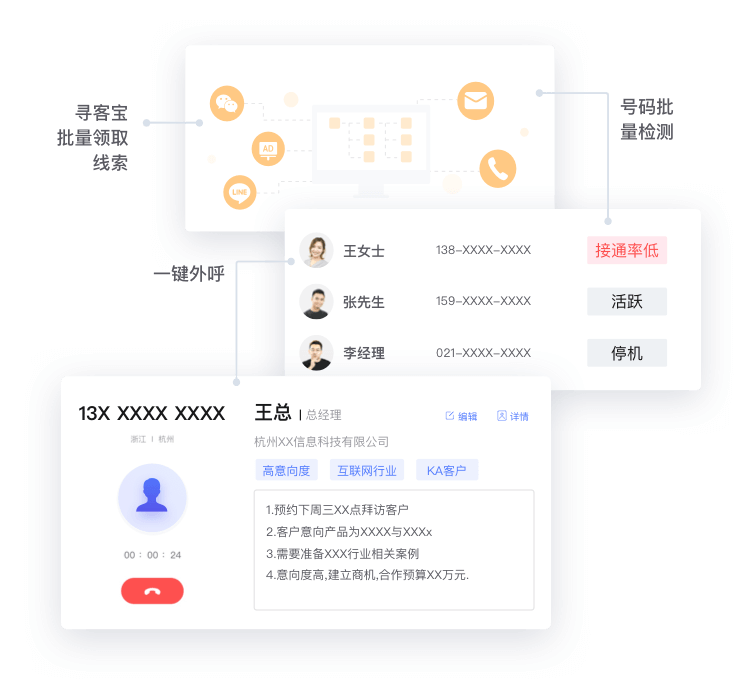 寻客宝
批量领取
线索
AD
LINE
号码批
量检测
一键外呼
王女士 138-XXXX-XXXX 接通率低
张先生 159-XXXX-XXXX 活跃
李经理 021-XXXX-XXXX 停机
13X XXXX XXXX
浙江 | 杭州
00 : 00 : 24
王总 | 总经理 编辑 详情
杭州XX信息科技有限公司
高意向度 互联网行业 KA客户
1.预约下周三XX点拜访客户
2.客户意向产品为XXXX与XXXx
3.需要准备XXX行业相关案例
4.意向度高,建立商机,合作预算XX万元.